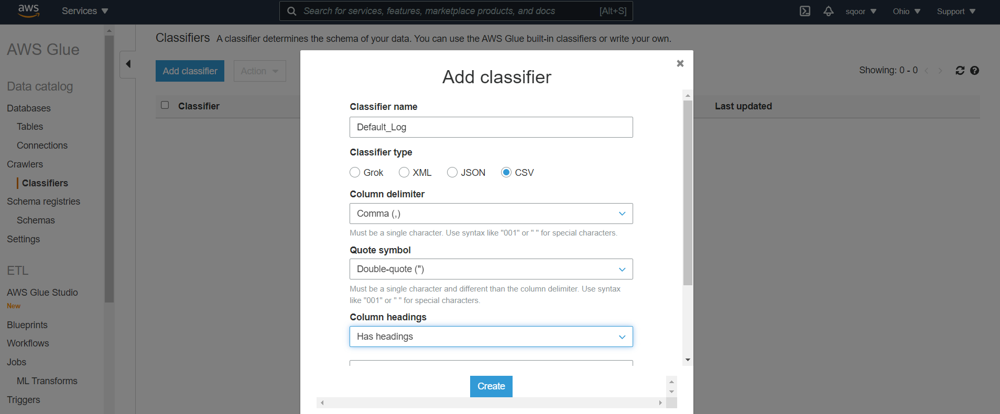 aws Services Search for services, features, marketplace products, and docs [Alt+S] sqoor Ohio Support
AWS Glue
Data catalog
Databases
Tables
Connections
Crawlers
Classifiers
Schema registries
Schemas
Settings
ETL
AWS Glue Studio
New
Blueprints
Workflows
Jobs
ML Transforms
Triggers
Classifiers A classifier determines the schema of your data. You can use the AWS Glue built-in classifiers or write your own.
Add classifier Action Showing: 0 - 0
Classifier Last updated
Add classifier
Classifier name
Default_Log
Classifier type
Grok XML JSON CSV
Column delimiter
Comma (,)
Must be a single character. Use syntax like "001" or " " for special characters.
Quote symbol
Double-quote (")
Must be a single character and different than the column delimiter. Use syntax
like "001" or " " for special characters.
Column headings
Has headings
Create